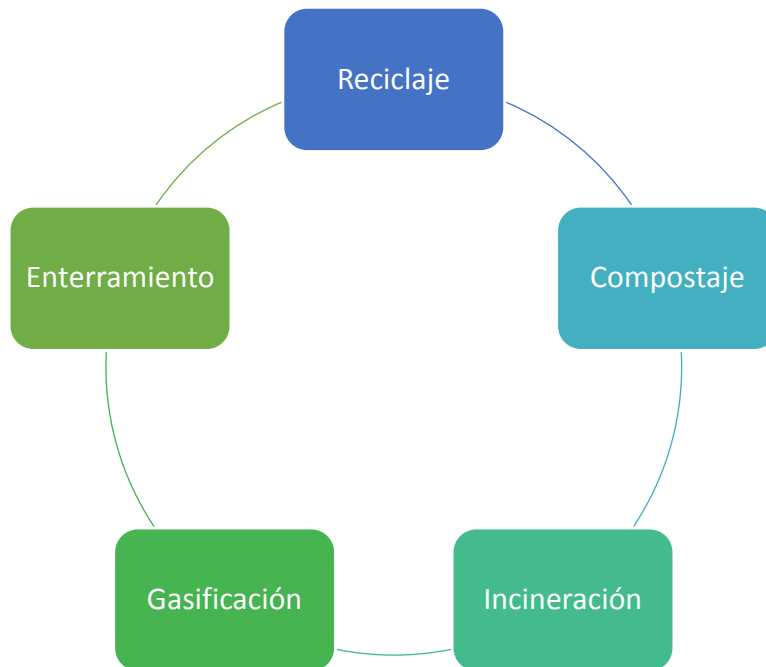 Reciclaje
Compostaje
Incineración
Gasificación
Enterramiento